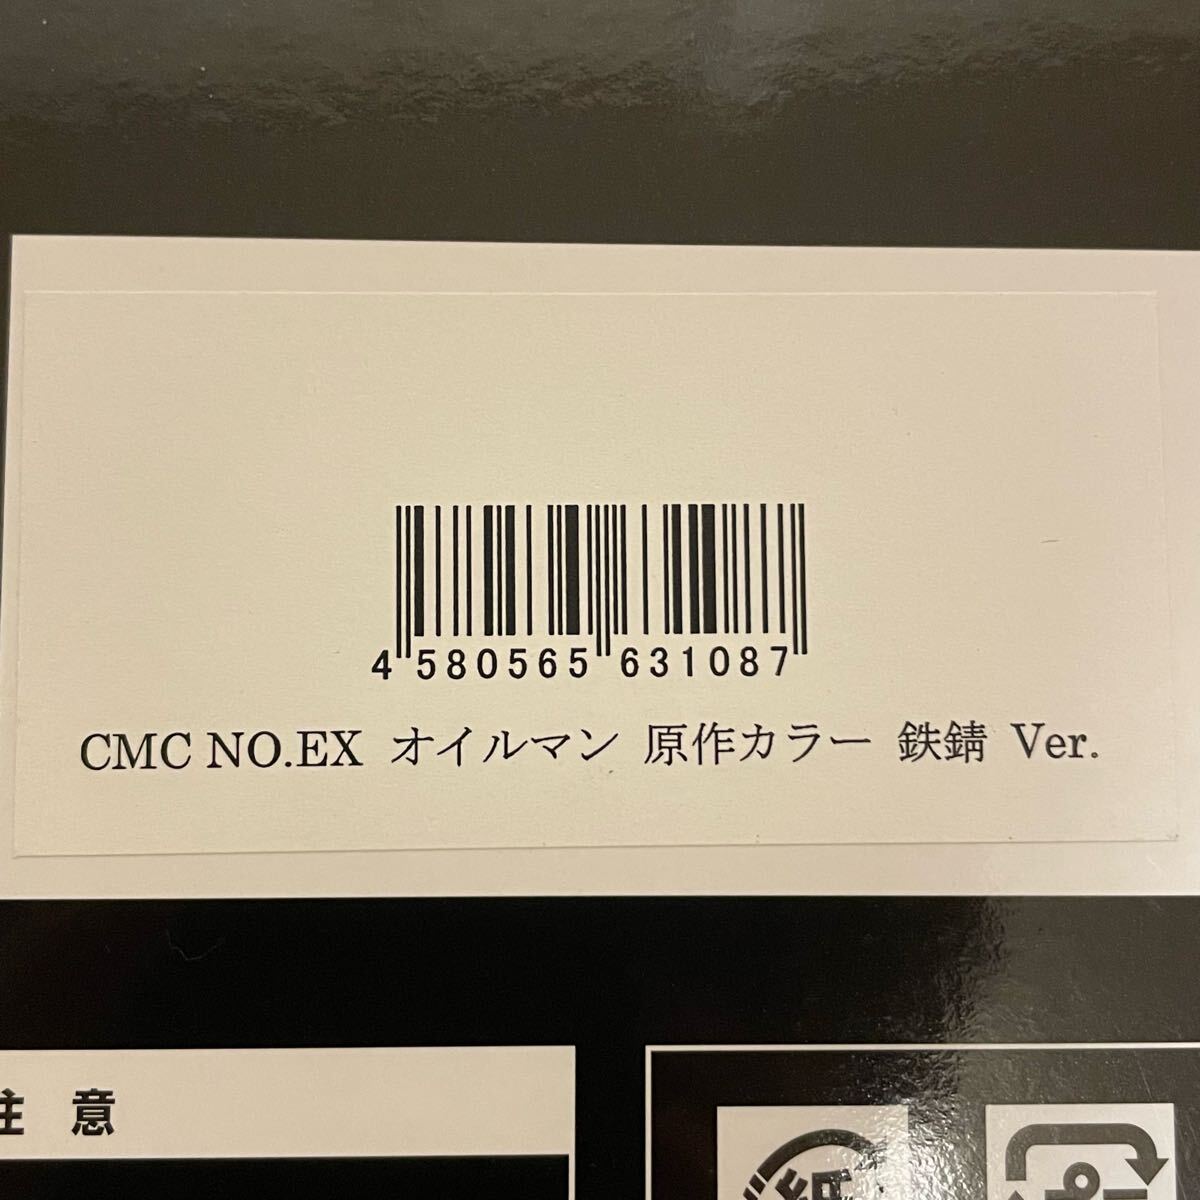 4 580565 631087
CMC NO.EX オイルマン 原作カラー 鉄錆 Ver.
注 意
紙